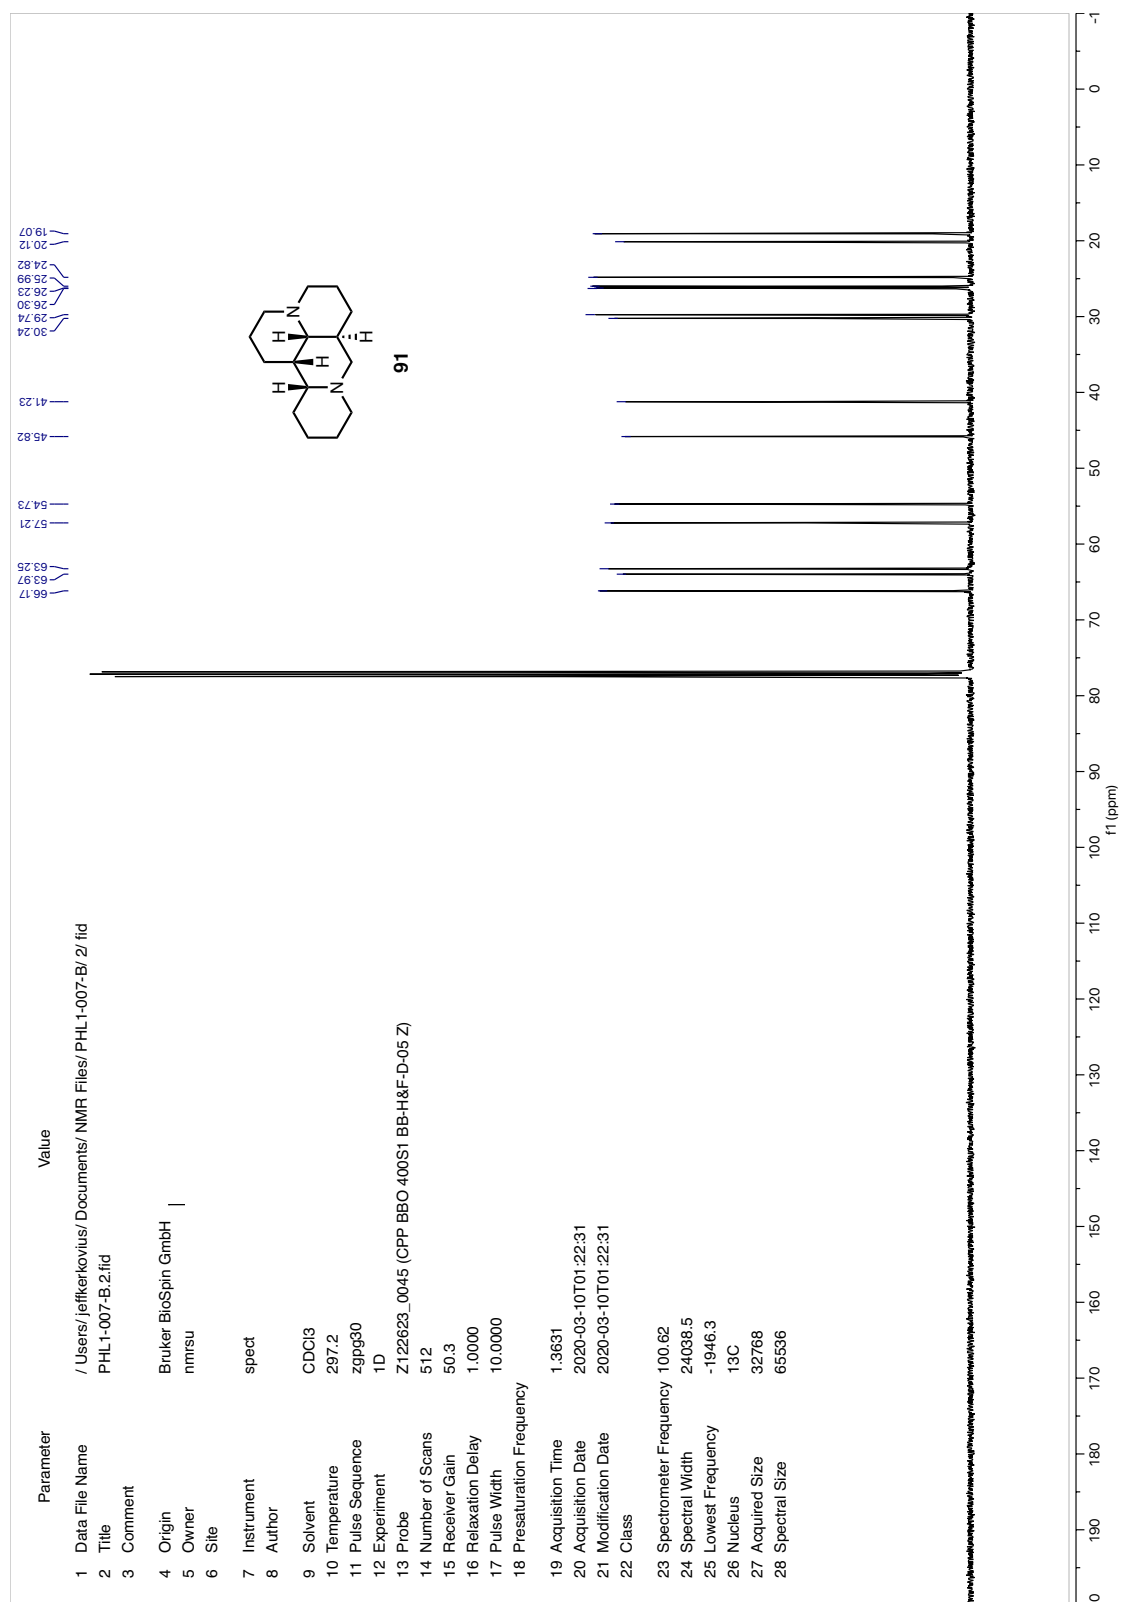 Parameter Value
1 Data File Name / Users/ jeffkerkovius/ Documents/ NMR Files/ PHL1-007-B/ 2/ fid
2 Title PHL1-007-B.2.fid
3 Comment
4 Origin Bruker BioSpin GmbH
5 Owner nmrsu
6 Site
7 Instrument spect
8 Author
9 Solvent CDCl3
10 Temperature 297.2
11 Pulse Sequence zgpg30
12 Experiment 1D
13 Probe Z122623_0045 (CPP BBO 400S1 BB-H&F-D-05 Z)
14 Number of Scans 512
15 Receiver Gain 50.3
16 Relaxation Delay 1.0000
17 Pulse Width 10.0000
18 Presaturation Frequency
19 Acquisition Time 1.3631
20 Acquisition Date 2020-03-10T01:22:31
21 Modification Date 2020-03-10T01:22:31
22 Class
23 Spectrometer Frequency 100.62
24 Spectral Width 24038.5
25 Lowest Frequency -1946.3
26 Nucleus 13C
27 Acquired Size 32768
28 Spectral Size 65536
66.17
63.97
63.25
57.21
54.73
45.82
41.23
30.24
29.74
26.30
26.23
25.99
24.82
20.12
19.07
N
H
H
H
N
H
91
0 190 180 170 160 150 140 130 120 110 100 90 80 70 60 50 40 30 20 10 0 -1
f1 (ppm)